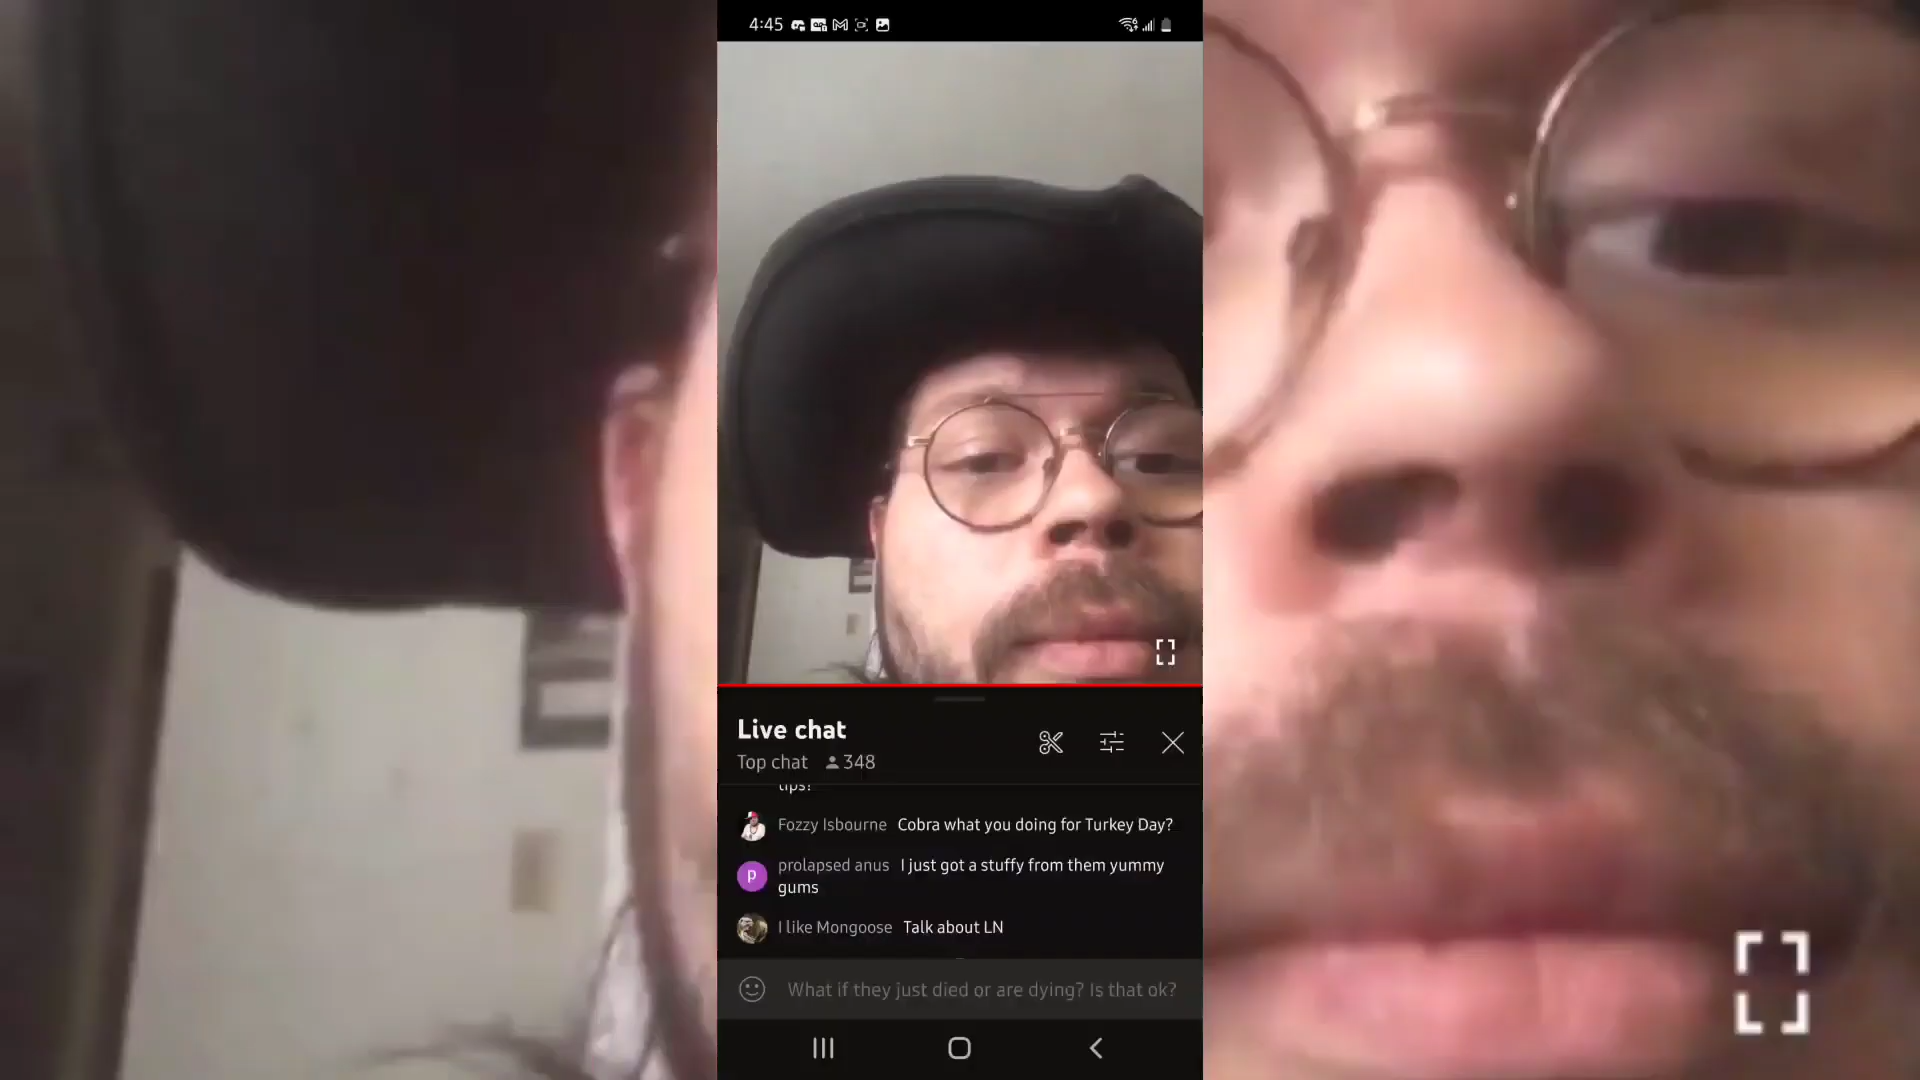 4:45
Live chat
Top chat 348
tips?
Fozzy Isbourne Cobra what you doing for Turkey Day?
p prolapsed anus I just got a stuffy from them yummy
gums
I like Mongoose Talk about LN
What if they just died or are dying? Is that ok?